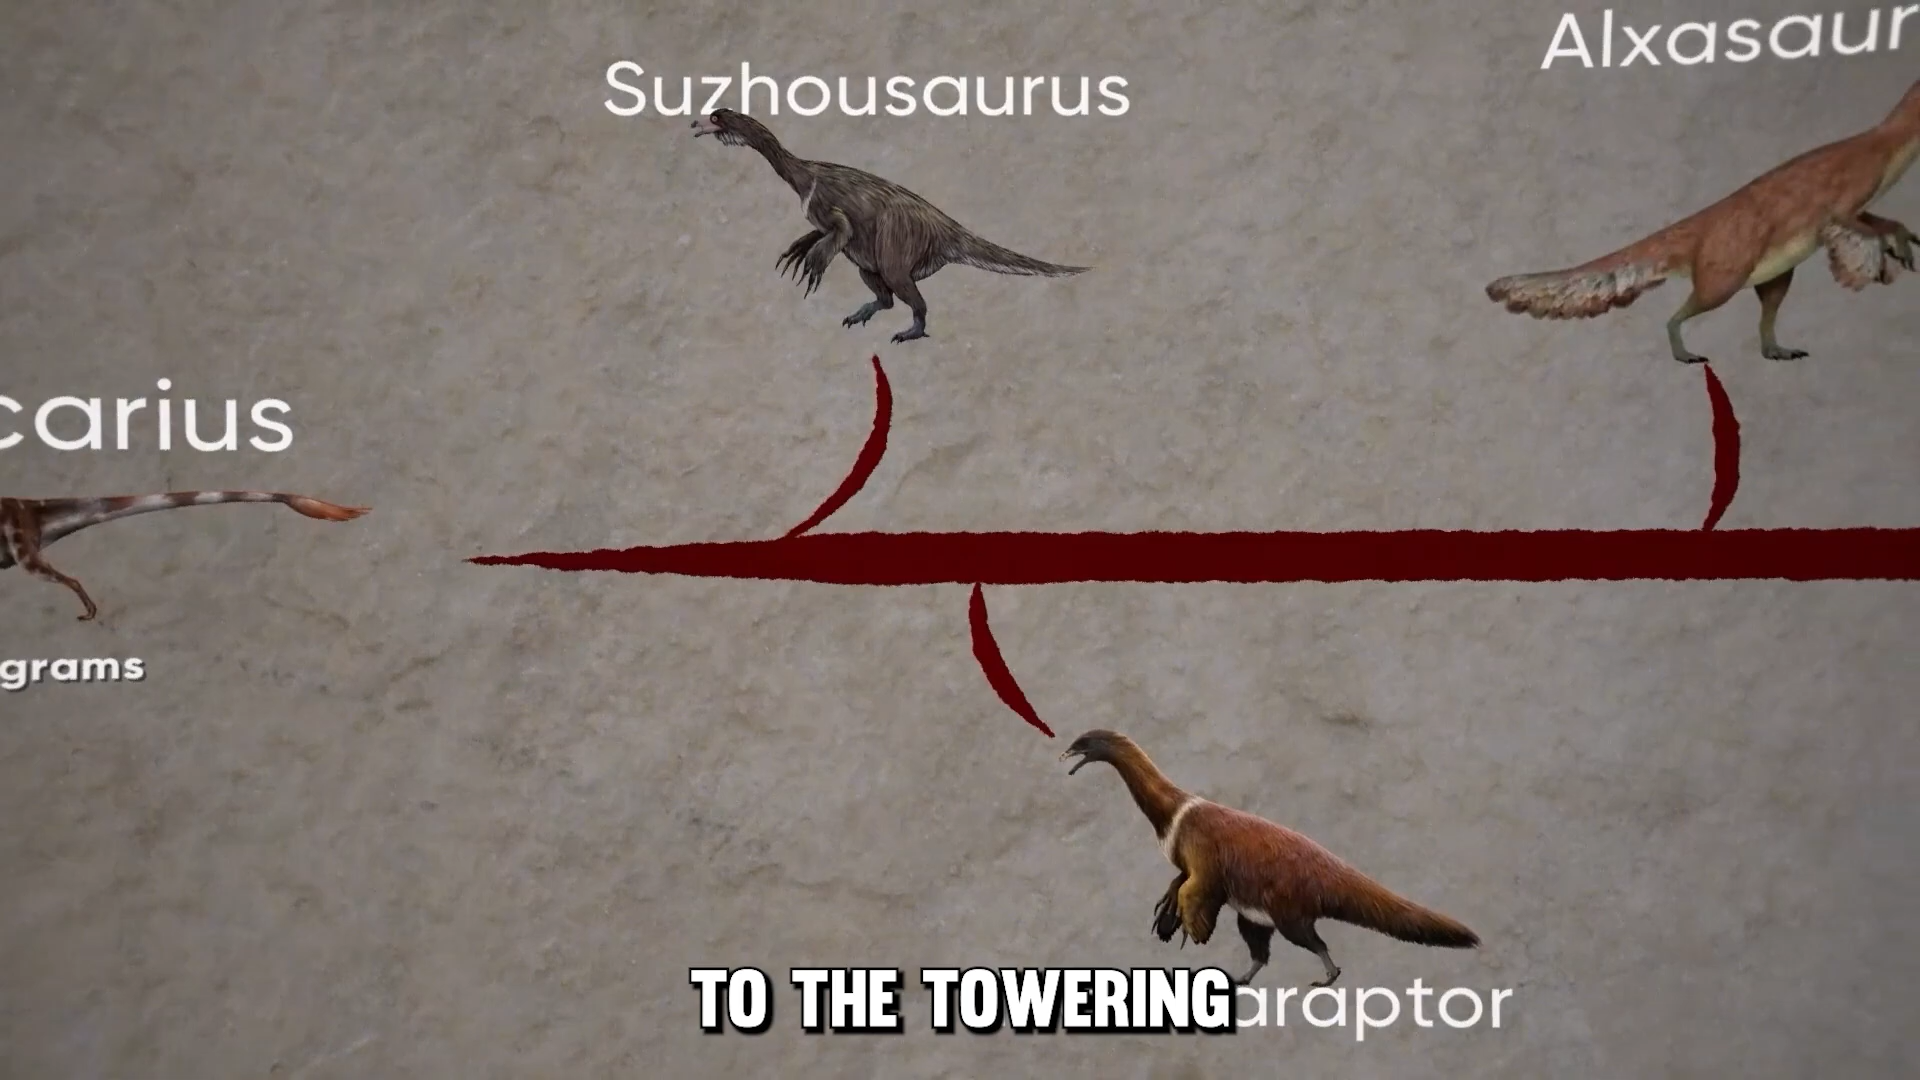 Alxasaur
Suzhousaurus
carius
grams
TO THE TOWERING
araptor